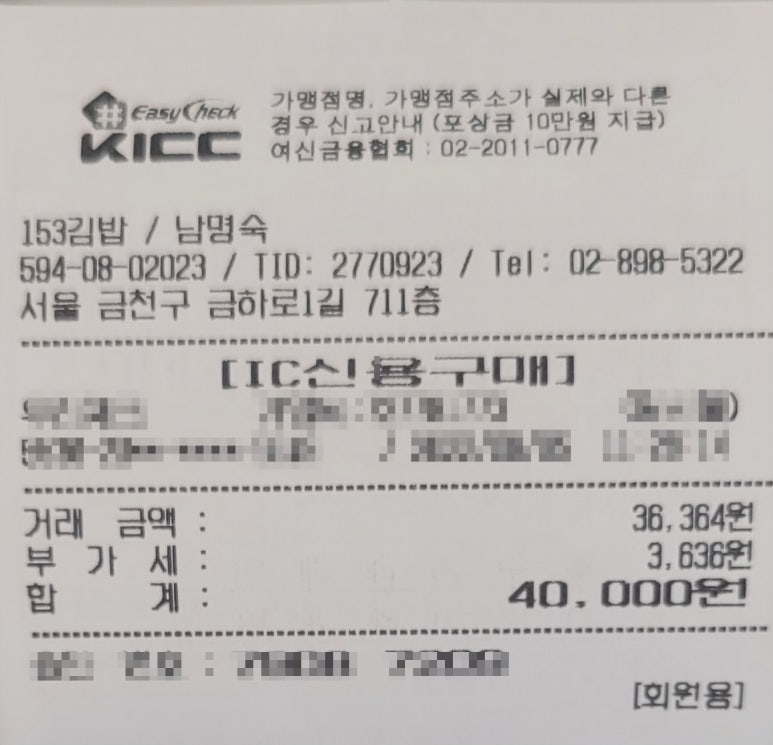 EasyCheck
KICC
가맹점명, 가맹점주소가 실제와 다른
경우 신고안내 (포상금 10만원 지급)
여신금융협회 : 02-2011-0777
153김밥 / 남명숙
594-08-02023 / TID: 2770923 / Tel: 02-898-5322
서울 금천구 금하로1길 711층
[IC신용구매]
거래 금액 : 36,364원
부 가 세 : 3,636원
합 계 : 40,000원
[회원용]